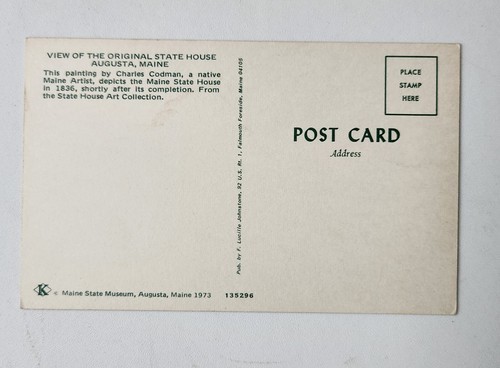 VIEW OF THE ORIGINAL STATE HOUSE
AUGUSTA, MAINE
This painting by Charles Codman, a native
Maine Artist, depicts the Maine State House
in 1836, shortly after its completion. From
the State House Art Collection.
Pub. by F. Lucille Johnstone, 92 U.S. Rt. 1, Falmouth Foreside, Maine 04105
PLACE
STAMP
HERE
POST CARD
Address
K © Maine State Museum, Augusta, Maine 1973 135296